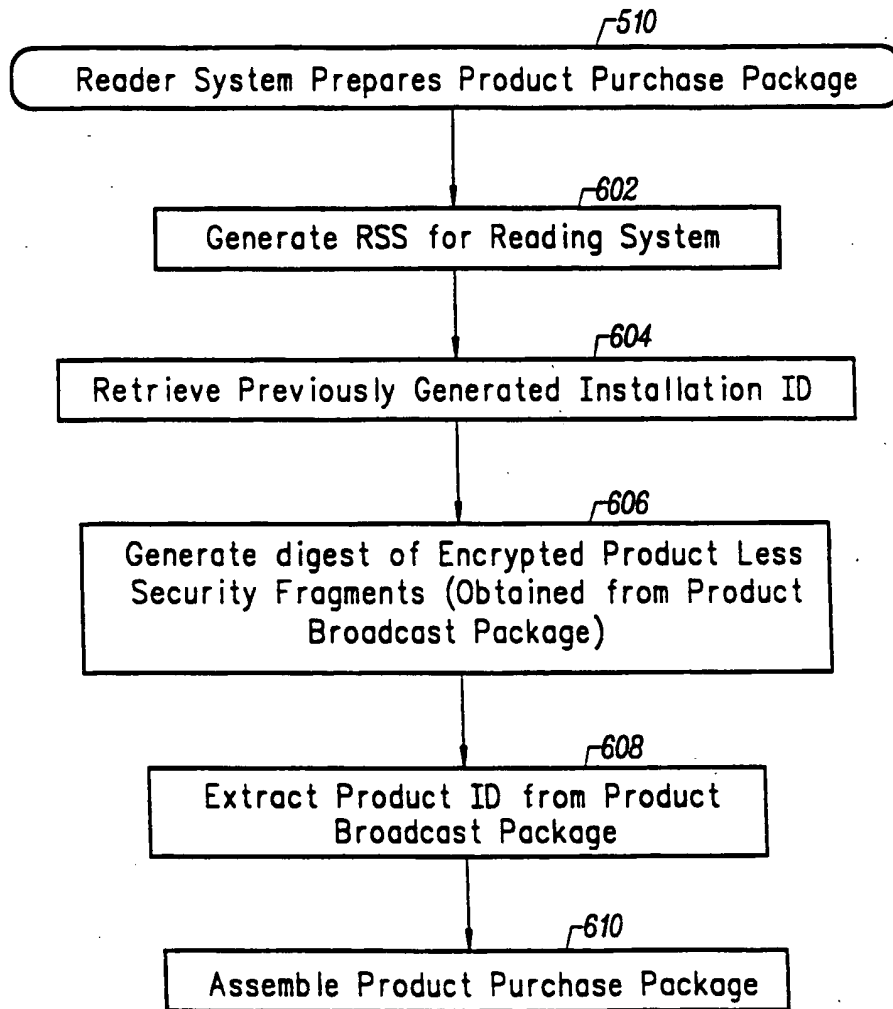 510
Reader System Prepares Product Purchase Package
602
Generate RSS for Reading System
604
Retrieve Previously Generated Installation ID
606
Generate digest of Encrypted Product Less
Security Fragments (Obtained from Product
Broadcast Package)
608
Extract Product ID from Product
Broadcast Package
610
Assemble Product Purchase Package